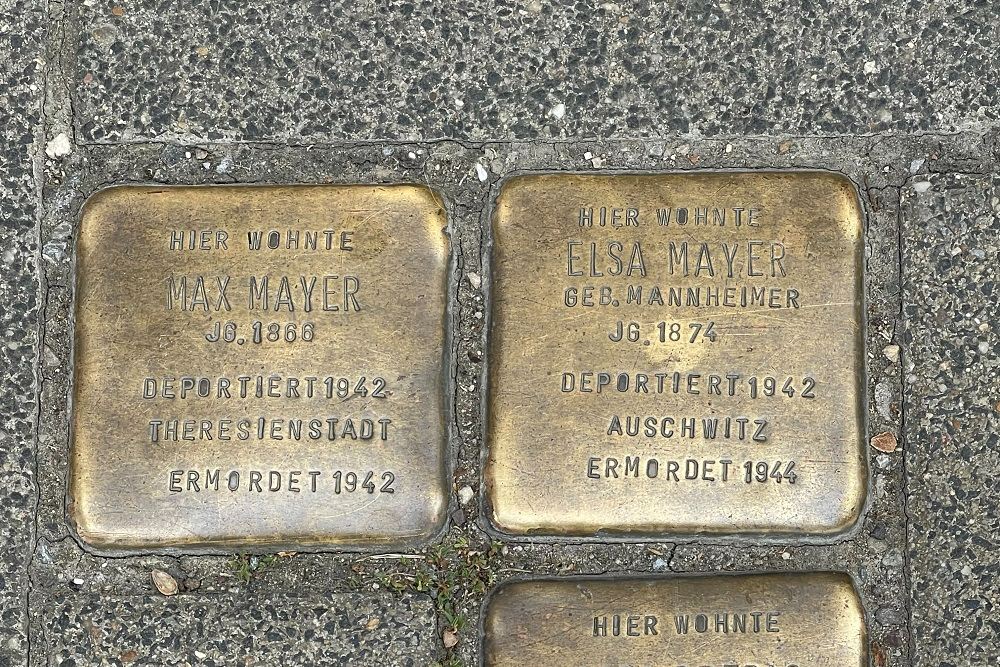 HIER WOHNTE
MAX MAYER
JG. 1866
DEPORTIERT 1942
THERESIENSTADT
ERMORDET 1942
HIER WOHNTE
ELSA MAYER
GEB. MANNHEIMER
JG. 1874
DEPORTIERT 1942
AUSCHWITZ
ERMORDET 1944
HIER WOHNTE